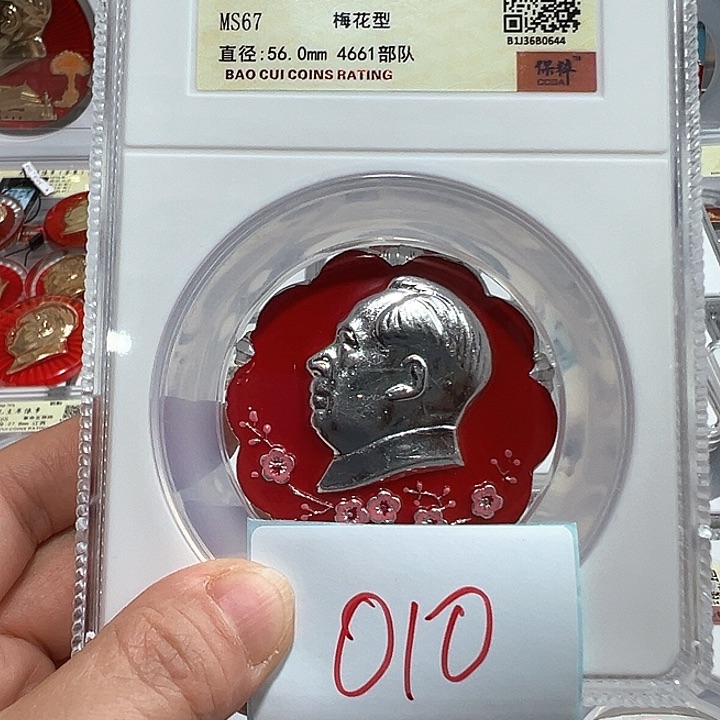 MS67 梅花型
直径:56.0mm 4661部队
BAO CUI COINS RATING
B1J36B0644
保粹
CCGA
010